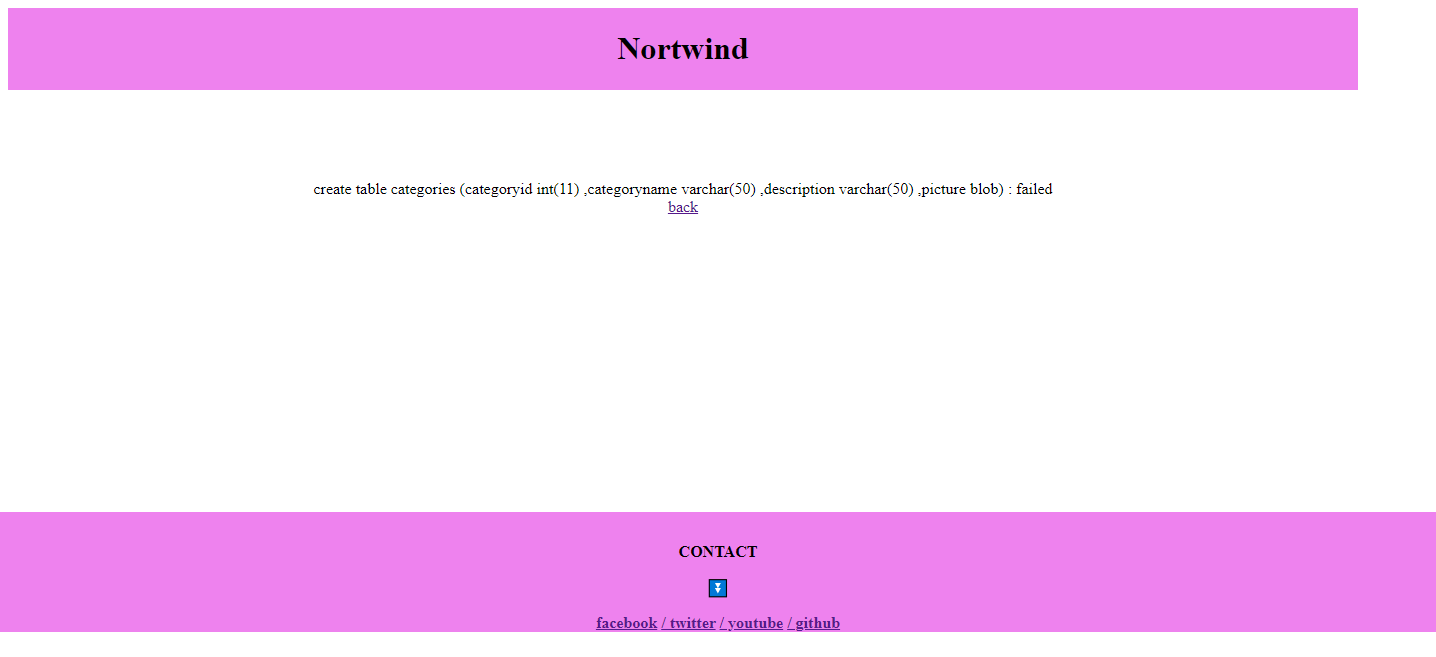 Nortwind
create table categories (categoryid int(11) ,categoryname varchar(50) ,description varchar(50) ,picture blob) : failed
back
CONTACT
⏬
facebook / twitter / youtube / github